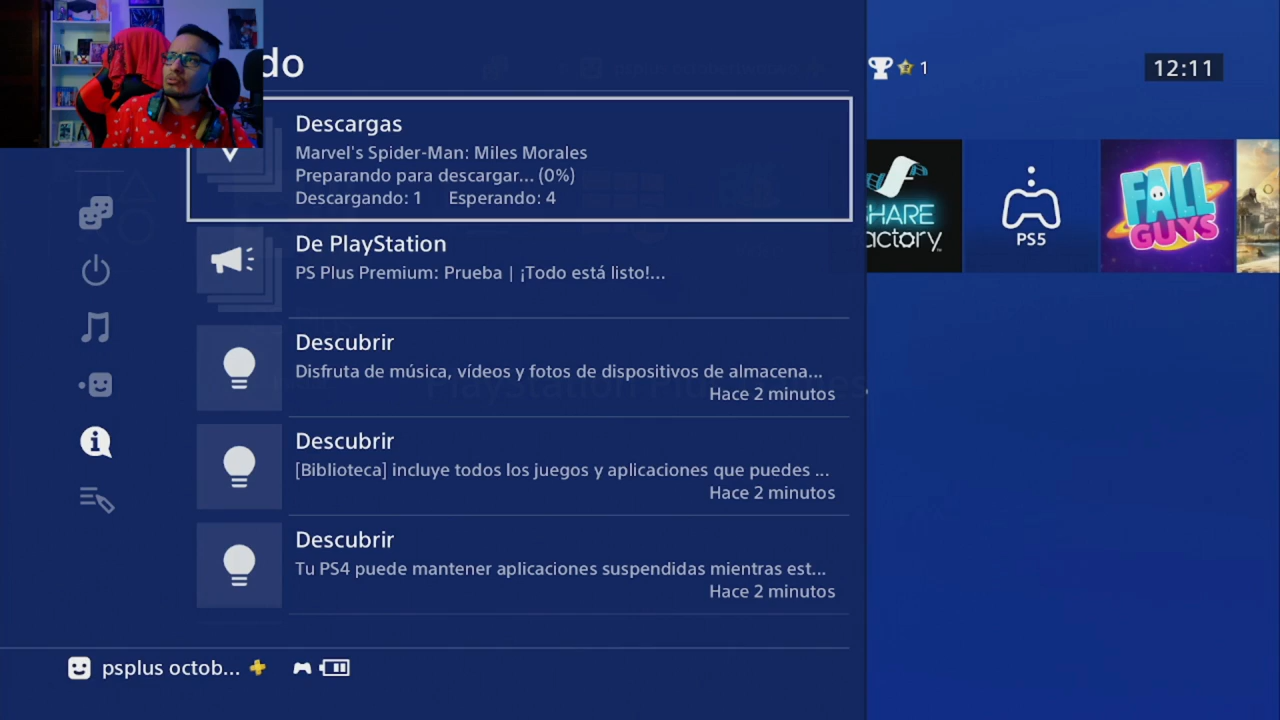 do
1
12:11
Descargas
Marvel's Spider-Man: Miles Morales
Preparando para descargar... (0%)
Descargando: 1 Esperando: 4
De PlayStation
PS Plus Premium: Prueba | ¡Todo está listo!...
Descubrir
Disfruta de música, vídeos y fotos de dispositivos de almacena...
Hace 2 minutos
Descubrir
[Biblioteca] incluye todos los juegos y aplicaciones que puedes ...
Hace 2 minutos
Descubrir
Tu PS4 puede mantener aplicaciones suspendidas mientras est...
Hace 2 minutos
SHARE
factory™
PS5
FALL
GUYS
psplus octob...